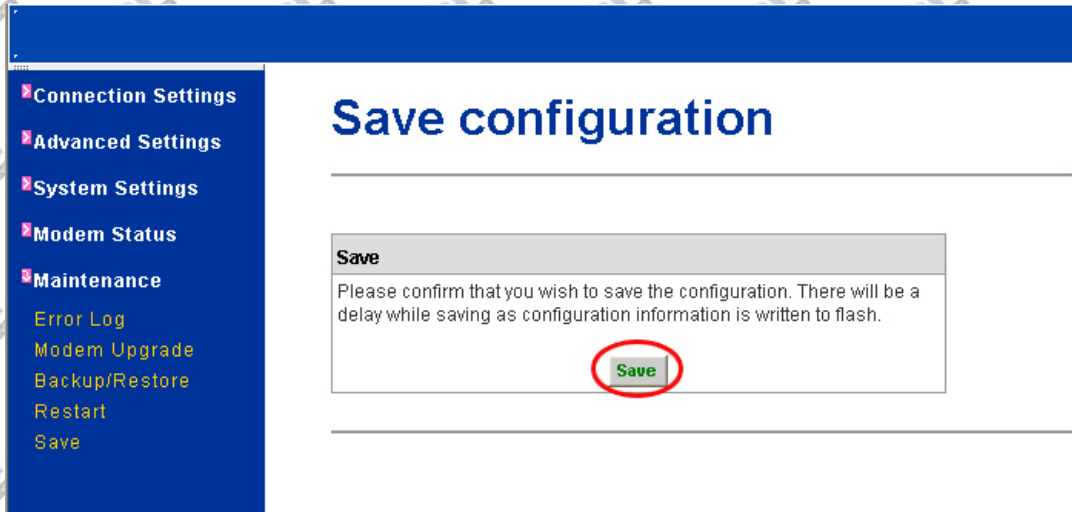 Connection Settings
Advanced Settings
System Settings
Modem Status
Maintenance
Error Log
Modem Upgrade
Backup/Restore
Restart
Save
Save configuration
Save
Please confirm that you wish to save the configuration. There will be a
delay while saving as configuration information is written to flash.
Save